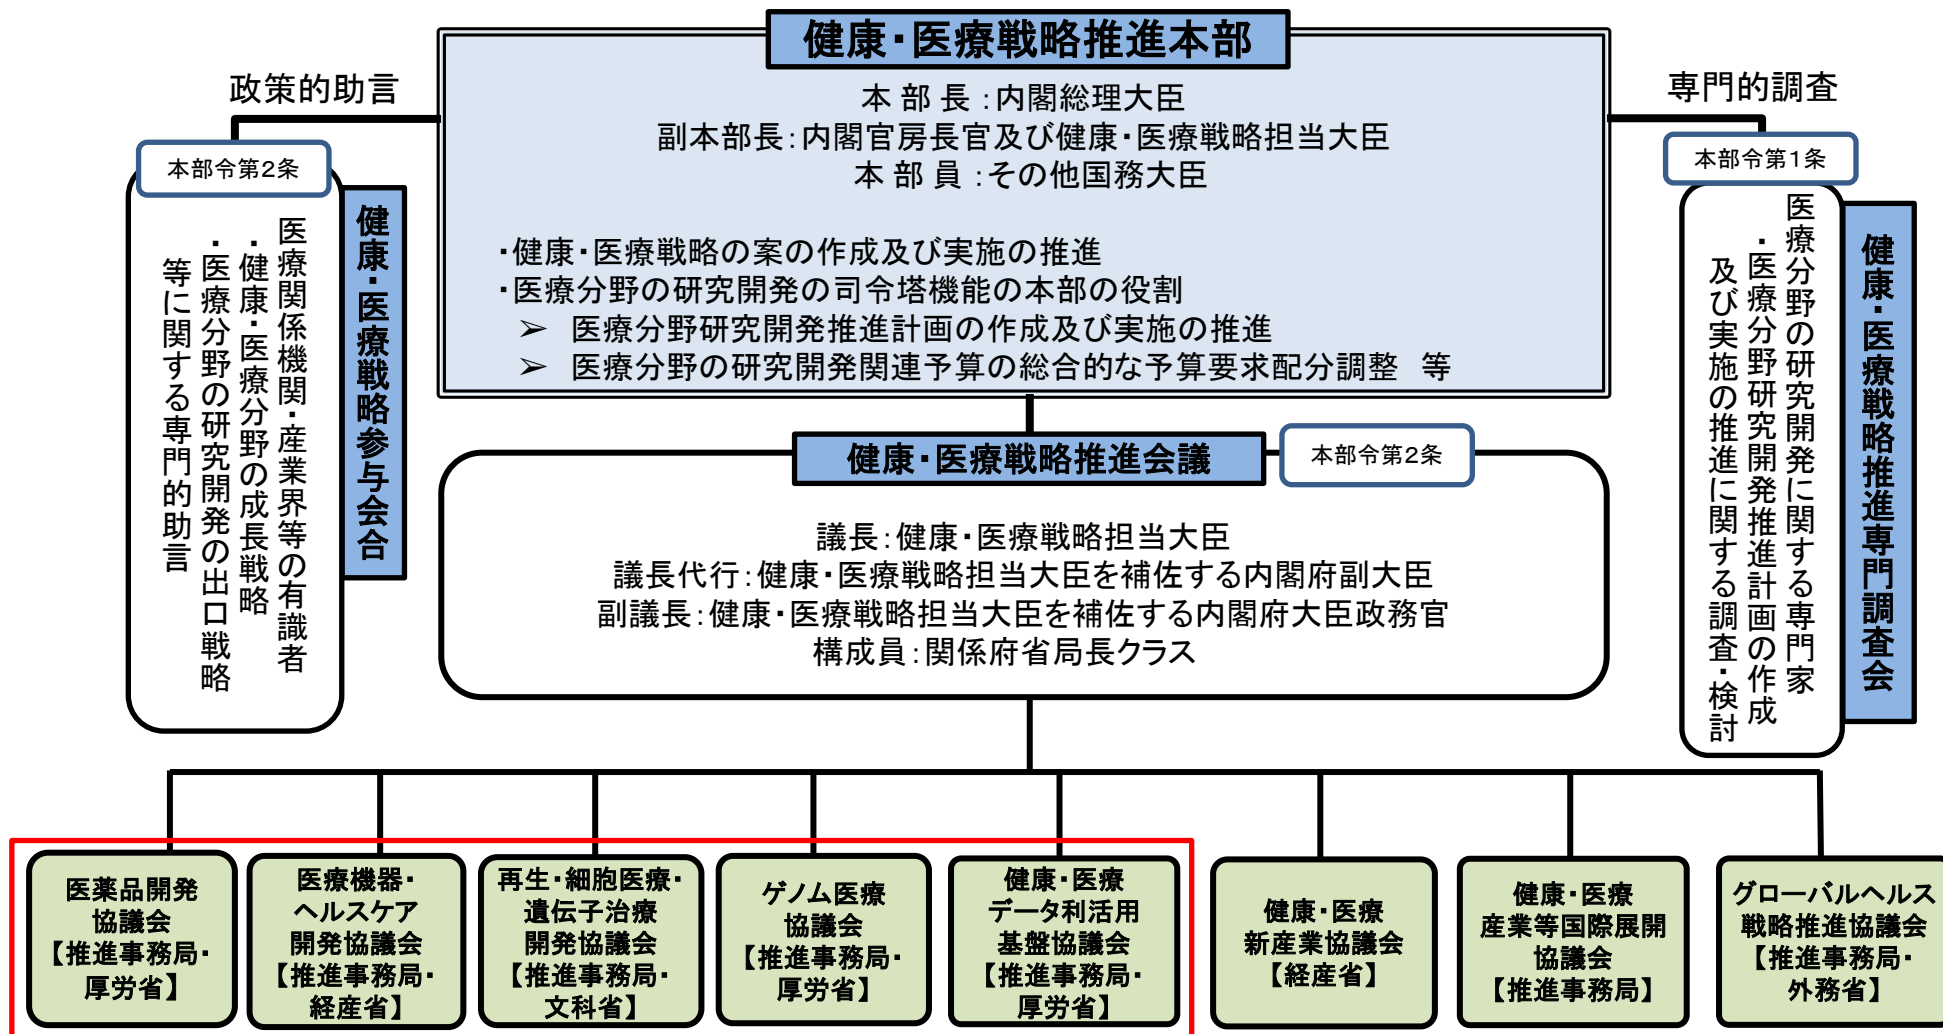 健康・医療戦略推進本部
本部長：内閣総理大臣
副本部長：内閣官房長官及び健康・医療戦略担当大臣
本部員：その他国務大臣
・健康・医療戦略の案の作成及び実施の推進
・医療分野の研究開発の司令塔機能の本部の役割
➢ 医療分野研究開発推進計画の作成及び実施の推進
➢ 医療分野の研究開発関連予算の総合的な予算要求配分調整 等
政策的助言
本部令第２条
健康・医療戦略参与会合
医療関係機関・産業界等の有識者
・健康・医療分野の成長戦略
・医療分野の研究開発の出口戦略
等に関する専門的助言
専門的調査
本部令第１条
健康・医療戦略推進専門調査会
医療分野の研究開発に関する専門家
・医療分野研究開発推進計画の作成
及び実施の推進に関する調査・検討
健康・医療戦略推進会議
本部令第２条
議長：健康・医療戦略担当大臣
議長代行：健康・医療戦略担当大臣を補佐する内閣府副大臣
副議長：健康・医療戦略担当大臣を補佐する内閣府大臣政務官
構成員：関係府省局長クラス
医薬品開発
協議会
【推進事務局・
厚労省】
医療機器・
ヘルスケア
開発協議会
【推進事務局・
経産省】
再生・細胞医療・
遺伝子治療
開発協議会
【推進事務局・
文科省】
ゲノム医療
協議会
【推進事務局・
厚労省】
健康・医療
データ利活用
基盤協議会
【推進事務局・
厚労省】
健康・医療
新産業協議会
【経産省】
健康・医療
産業等国際展開
協議会
【推進事務局】
グローバルヘルス
戦略推進協議会
【推進事務局・
外務省】